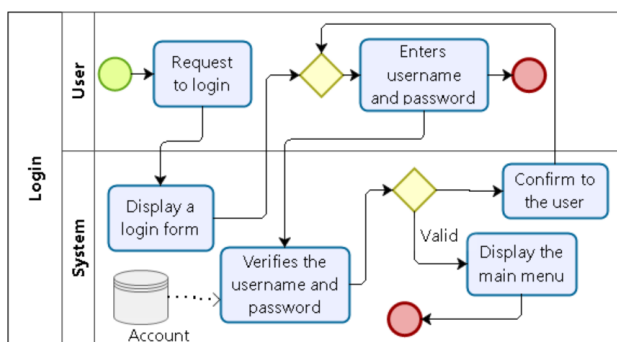 Login
User
Request
to login
Enters
username
and password
System
Display a
login form
Verifies the
username and
password
Account
Valid
Confirm to
the user
Display the
main menu